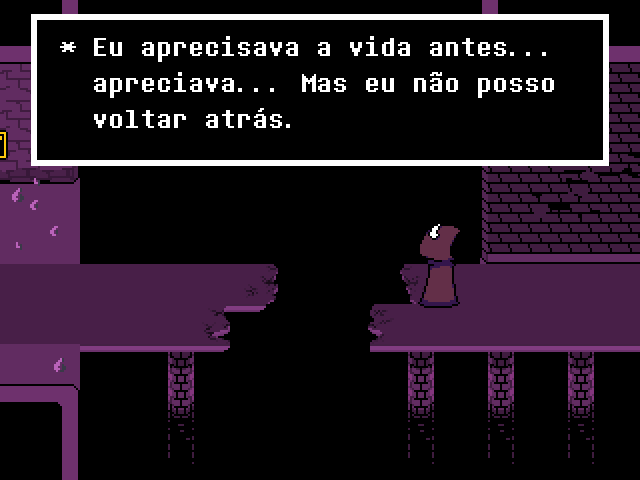 * Eu aprecisava a vida antes...
apreciava... Mas eu não posso
voltar atrás.